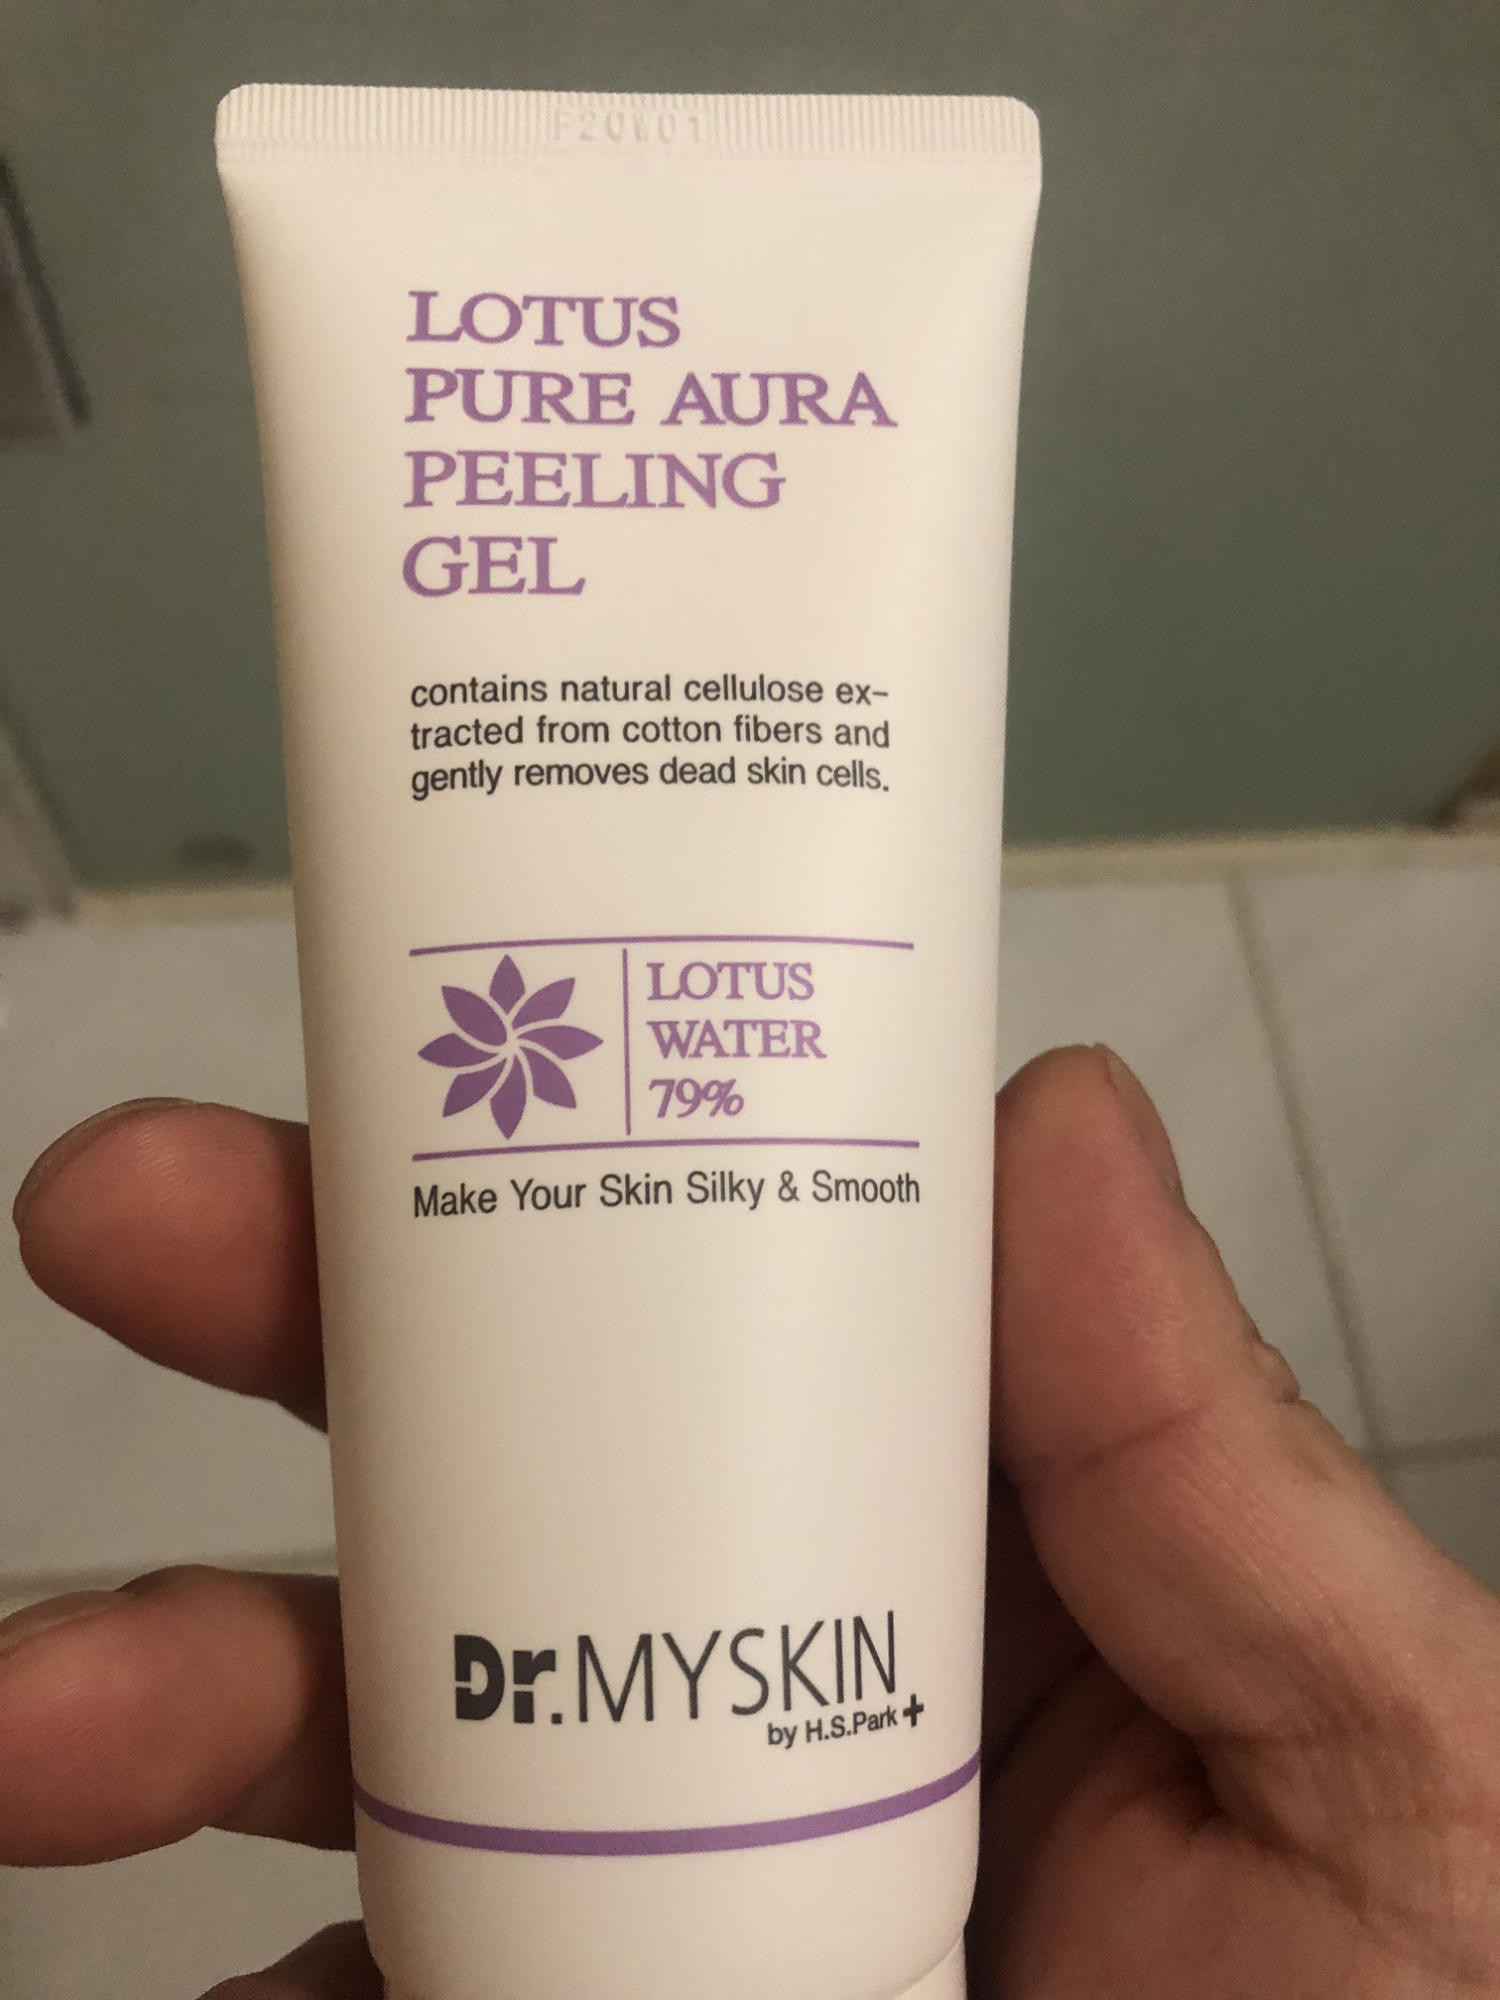 F20W01
LOTUS
PURE AURA
PEELING
GEL
contains natural cellulose ex-
tracted from cotton fibers and
gently removes dead skin cells.
LOTUS
WATER
79%
Make Your Skin Silky & Smooth
Dr.MYSKIN
by H.S.Park+